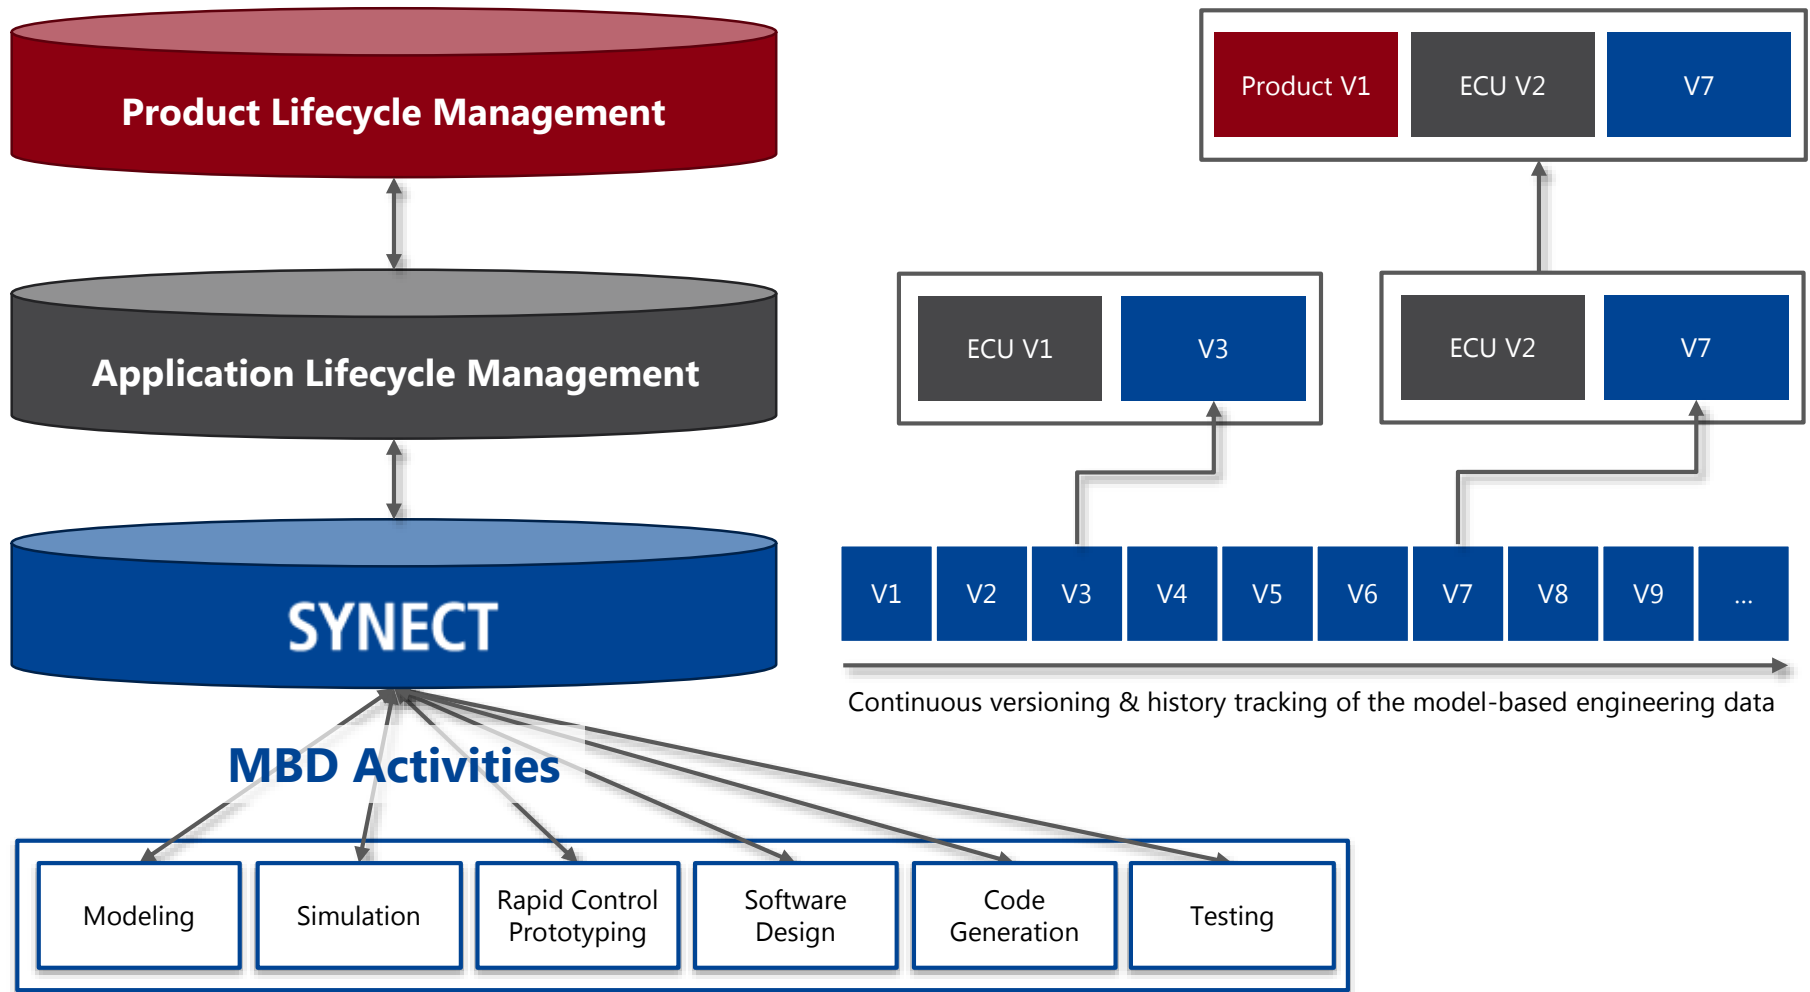 Product Lifecycle Management
Product V1
ECU V2
V7
Application Lifecycle Management
ECU V1
V3
ECU V2
V7
SYNECT
V1
V2
V3
V4
V5
V6
V7
V8
V9
...
Continuous versioning & history tracking of the model-based engineering data
MBD Activities
Modeling
Simulation
Rapid Control
Prototyping
Software
Design
Code
Generation
Testing